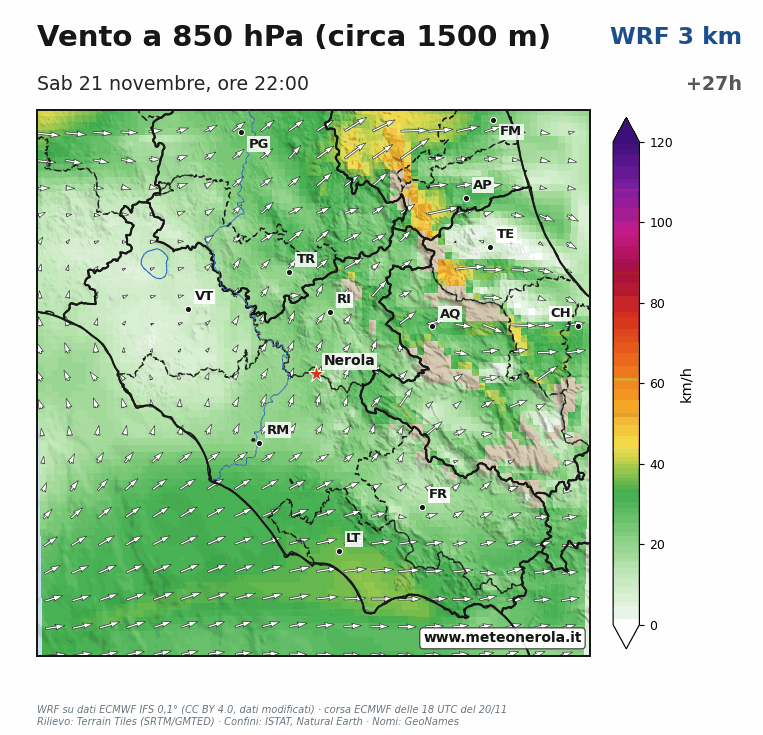 Vento a 850 hPa (circa 1500 m)
WRF 3 km
Sab 21 novembre, ore 22:00
+27h
FM
PG
AP
TE
TR
VT
RI
AQ
CH
Nerola
RM
FR
LT
www.meteonerola.it
120
100
80
60
40
20
0
km/h
WRF su dati ECMWF IFS 0,1° (CC BY 4.0, dati modificati) · corsa ECMWF delle 18 UTC del 20/11
Rilievo: Terrain Tiles (SRTM/GMTED) · Confini: ISTAT, Natural Earth · Nomi: GeoNames